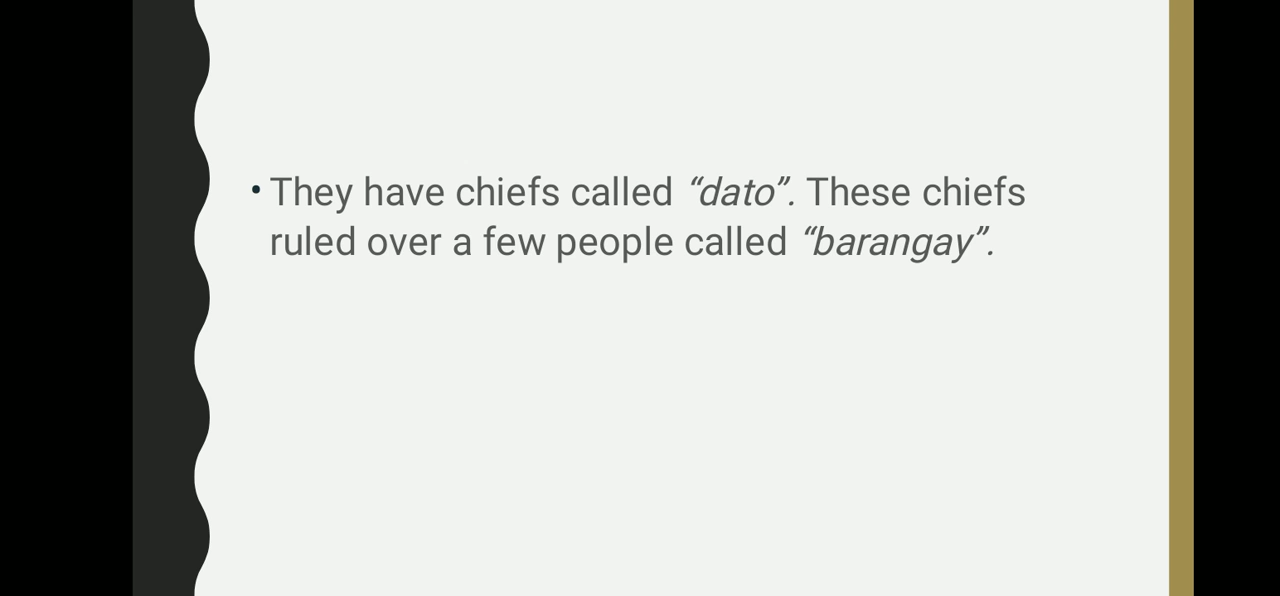 • They have chiefs called “dato”. These chiefs
ruled over a few people called “barangay”.